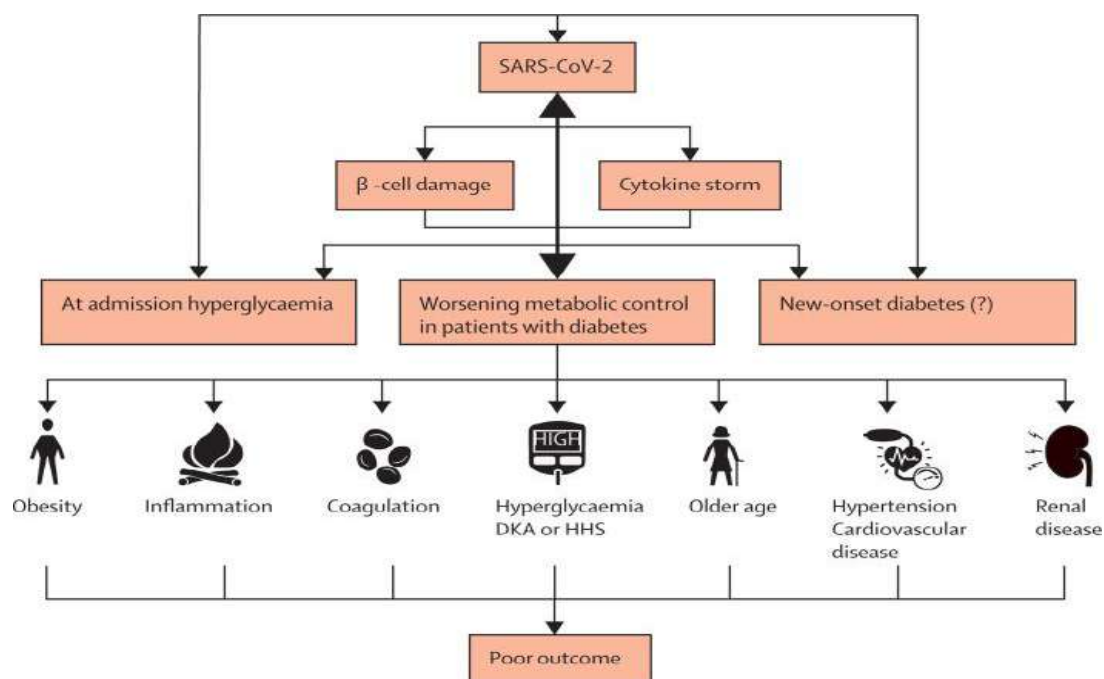 SARS-CoV-2
β -cell damage
Cytokine storm
At admission hyperglycaemia
Worsening metabolic control
in patients with diabetes
New-onset diabetes (?)
HIGH
Obesity
Inflammation
Coagulation
Hyperglycaemia
DKA or HHS
Older age
Hypertension
Cardiovascular
disease
Renal
disease
Poor outcome